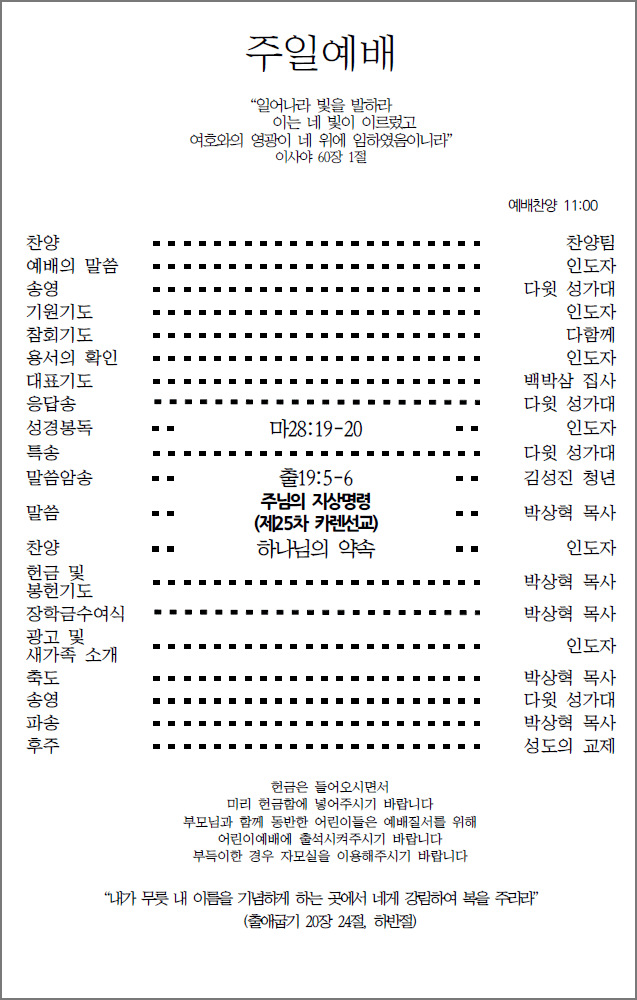 주일예배
“일어나라 빛을 발하라
이는 네 빛이 이르렀고
여호와의 영광이 네 위에 임하였음이니라”
이사야 60장 1절
예배찬양 11:00
찬양 찬양팀
예배의 말씀 인도자
송영 다윗 성가대
기원기도 인도자
참회기도 다함께
용서의 확인 인도자
대표기도 백박삼 집사
응답송 다윗 성가대
성경봉독 마28:19-20 인도자
특송 다윗 성가대
말씀암송 출19:5-6 김성진 청년
주님의 지상명령
말씀 박상혁 목사
(제25차 카렌선교)
찬양 하나님의 약속 인도자
헌금 및
봉헌기도 박상혁 목사
장학금수여식 박상혁 목사
광고 및
새가족 소개 인도자
축도 박상혁 목사
송영 다윗 성가대
파송 박상혁 목사
후주 성도의 교제
헌금은 들어오시면서
미리 헌금함에 넣어주시기 바랍니다
부모님과 함께 동반한 어린이들은 예배질서를 위해
어린이예배에 출석시켜주시기 바랍니다
부득이한 경우 자모실을 이용해주시기 바랍니다
“내가 무릇 내 이름을 기념하게 하는 곳에서 네게 강림하여 복을 주리라”
(출애굽기 20장 24절, 하반절)